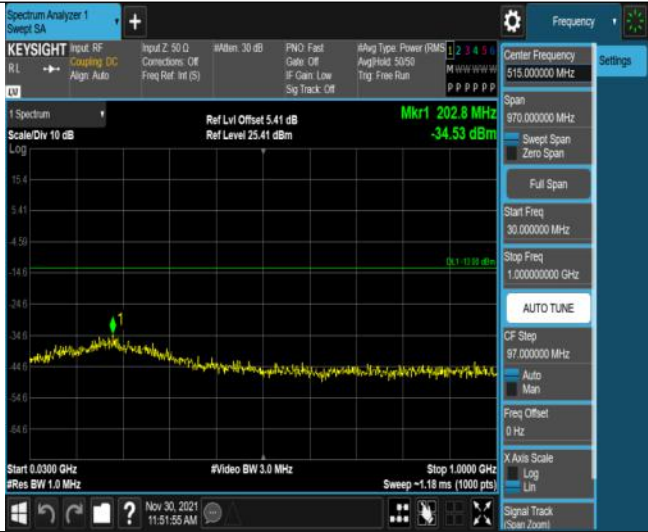 Spectrum Analyzer 1
Swept SA
Frequency
KEYSIGHT
RL
LV
Input: RF
Coupling: DC
Align: Auto
Input Z: 50 Ω
Corrections: Off
Freq Ref: Int (S)
#Atten: 30 dB
PNO: Fast
Gate: Off
IF Gain: Low
Sig Track: Off
#Avg Type: Power (RMS
Avg|Hold: 50/50
Trig: Free Run
1 2 3 4 5 6
M W W W W W
P P P P P P
1 Spectrum
Scale/Div 10 dB
Ref Lvl Offset 5.41 dB
Ref Level 25.41 dBm
Mkr1 202.8 MHz
-34.53 dBm
Log
15.4
5.41
-4.59
-14.6
-24.6
-34.6
-44.6
-54.6
-64.6
DL1 -13.00 dBm
1
Start 0.0300 GHz
#Res BW 1.0 MHz
#Video BW 3.0 MHz
Stop 1.0000 GHz
Sweep ~1.18 ms (1000 pts)
Nov 30, 2021
11:51:55 AM
?
Center Frequency
515.000000 MHz
Settings
Span
970.000000 MHz
Swept Span
Zero Span
Full Span
Start Freq
30.000000 MHz
Stop Freq
1.000000000 GHz
AUTO TUNE
CF Step
97.000000 MHz
Auto
Man
Freq Offset
0 Hz
X Axis Scale
Log
Lin
Signal Track
(Span Zoom)